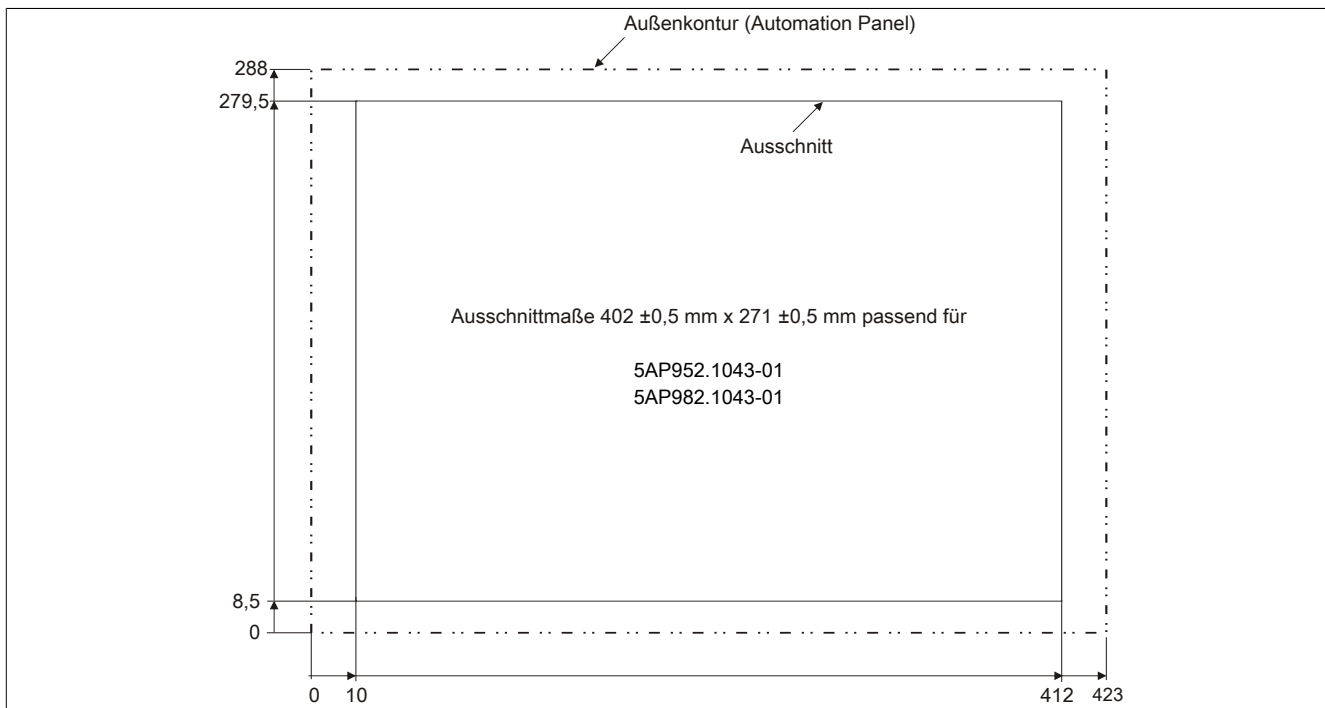 Außenkontur (Automation Panel)
288
279,5
Ausschnitt
Ausschnittmaße 402 ±0,5 mm x 271 ±0,5 mm passend für
5AP952.1043-01
5AP982.1043-01
8,5
0
0 10 412 423